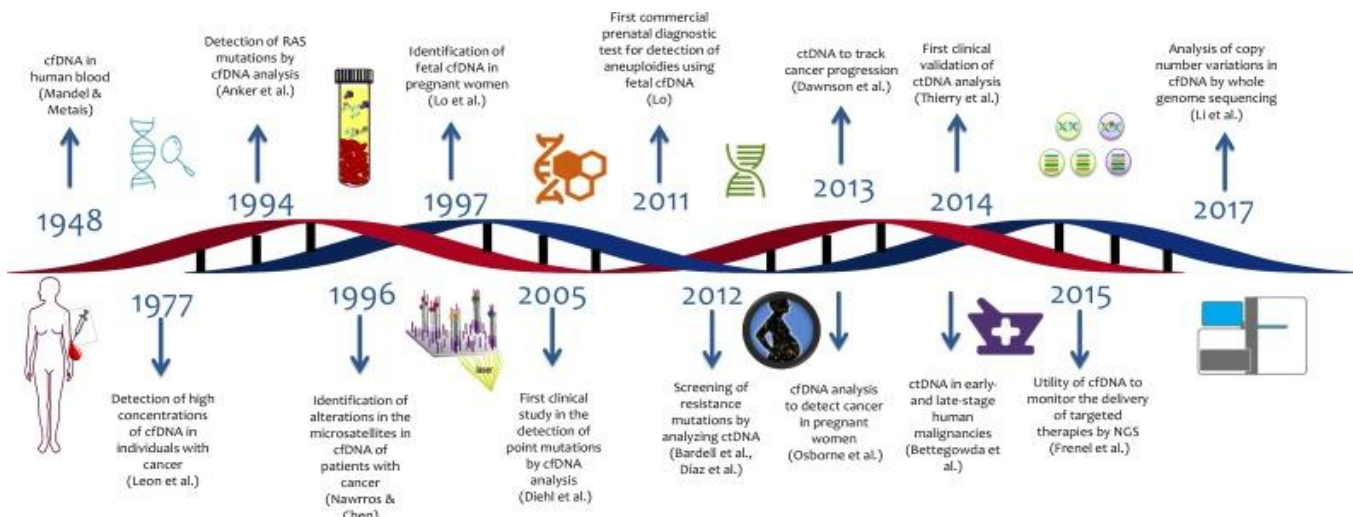 cfDNA in
human blood
(Mandel &
Metais)
1948
Detection of RAS
mutations by
cfDNA analysis
(Anker et al.)
1994
Identification of
fetal cfDNA in
pregnant women
(Lo et al.)
1997
First commercial
prenatal diagnostic
test for detection of
aneuploidies using
fetal cfDNA
(Lo)
2011
ctDNA to track
cancer progression
(Dawnson et al.)
2013
First clinical
validation of
ctDNA analysis
(Thierry et al.)
2014
Analysis of copy
number variations in
cfDNA by whole
genome sequencing
(Li et al.)
2017
1977
Detection of high
concentrations
of cfDNA in
individuals with
cancer
(Leon et al.)
1996
Identification of
alterations in the
microsatellites in
cfDNA of
patients with
cancer
(Nawrros &
Chen)
laser
2005
First clinical
study in the
detection of
point mutations
by cfDNA
analysis
(Diehl et al.)
2012
Screening of
resistance
mutations by
analyzing ctDNA
(Bardell et al.,
Díaz et al.)
cfDNA analysis
to detect cancer
in pregnant
women
(Osborne et al.)
ctDNA in early-
and late-stage
human
malignancies
(Bettegowda et
al.)
2015
Utility of cfDNA to
monitor the delivery
of targeted
therapies by NGS
(Frenel et al.)